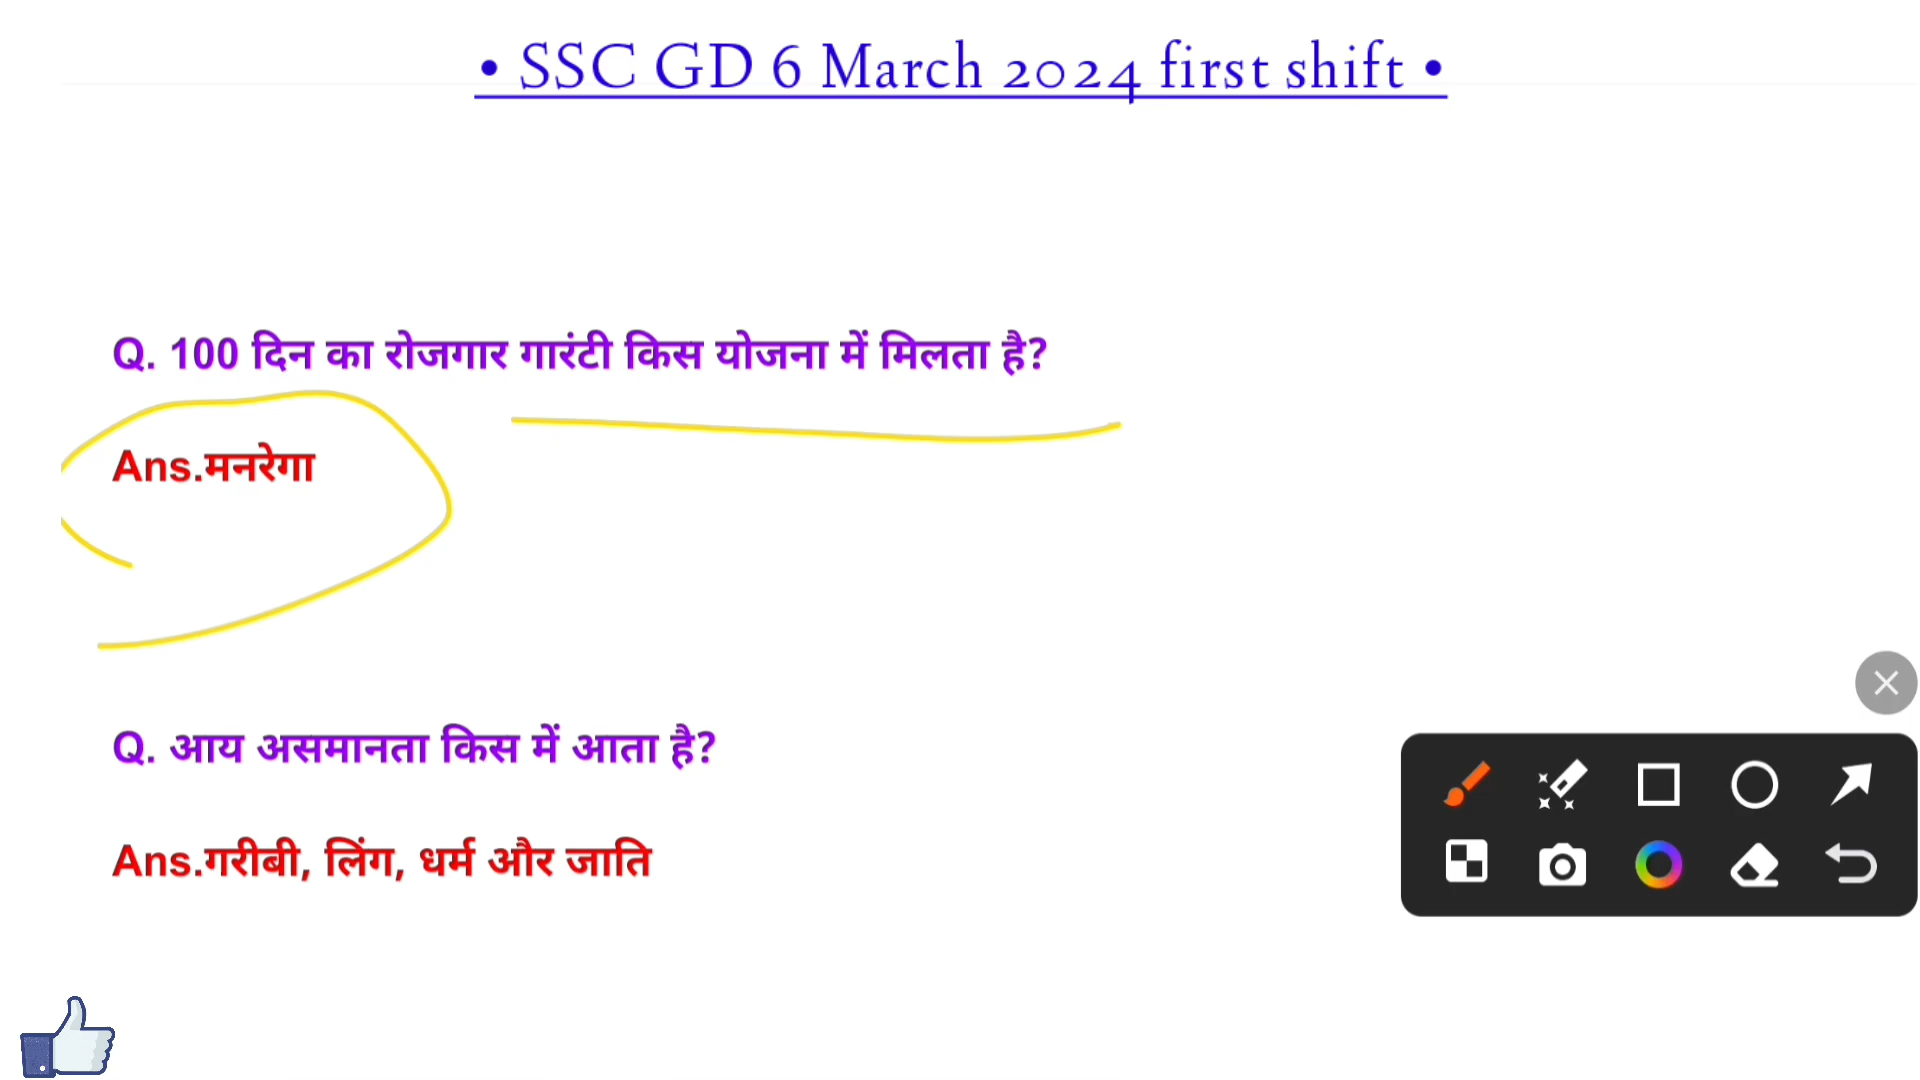 • SSC GD 6 March 2024 first shift •
Q. 100 दिन का रोजगार गारंटी किस योजना में मिलता है?
Ans.मनरेगा
Q. आय असमानता किस में आता है?
Ans.गरीबी, लिंग, धर्म और जाति